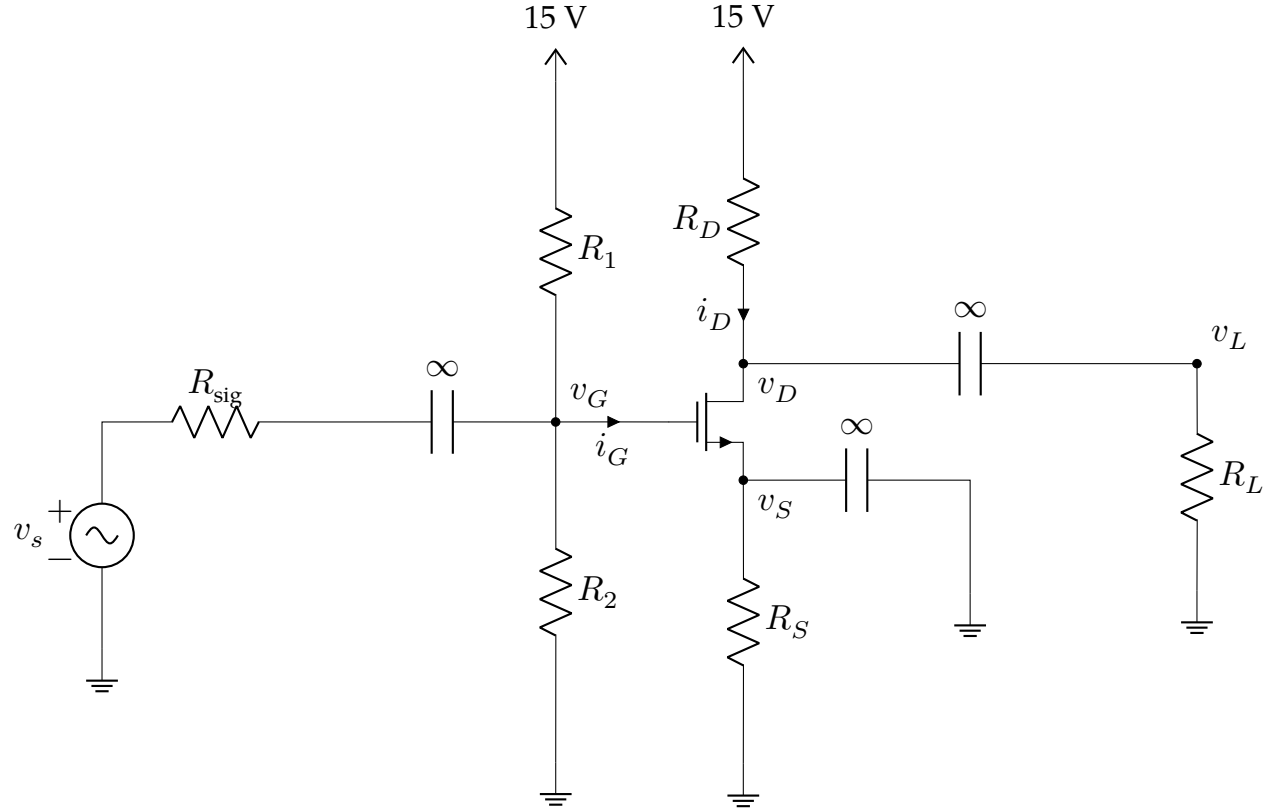 15 V
15 V
R_D
R_1
i_D
∞
v_L
∞
R_sig
v_G
v_D
i_G
∞
R_L
v_S
+
v_s
−
R_2
R_S